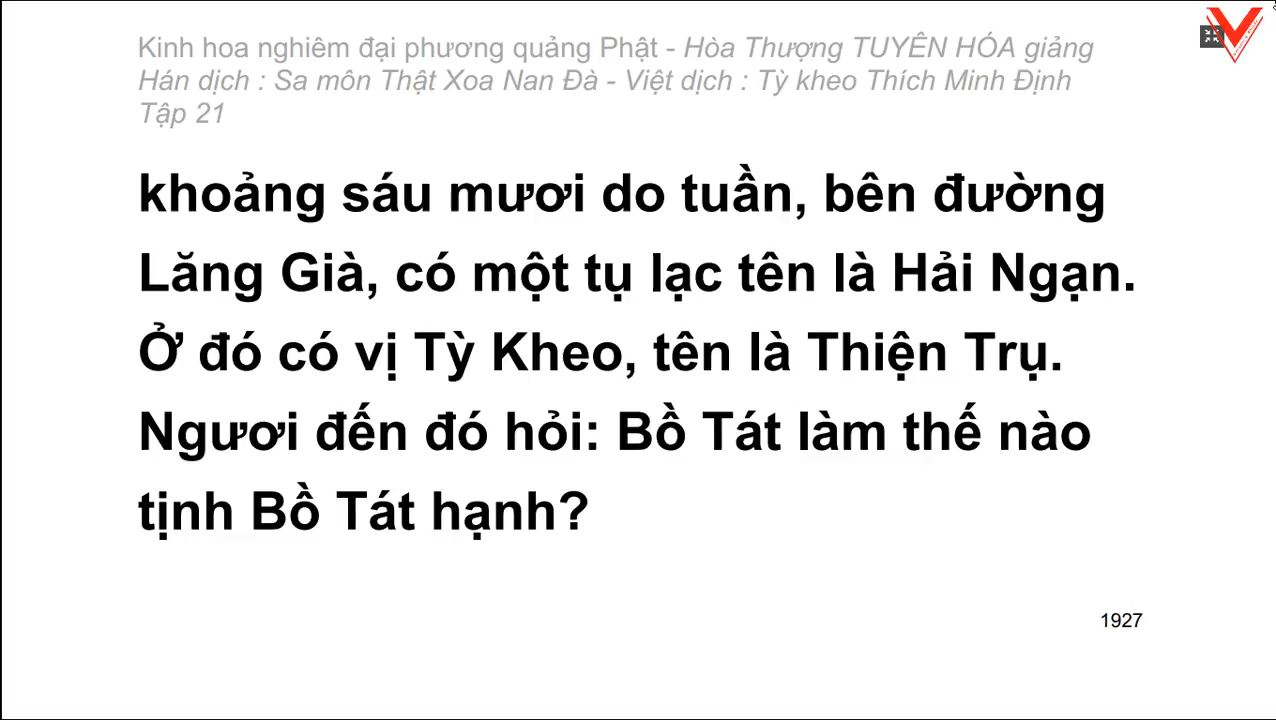 Kinh hoa nghiêm đại phương quảng Phật - Hòa Thượng TUYÊN HÓA giảng
Hán dịch : Sa môn Thật Xoa Nan Đà - Việt dịch : Tỳ kheo Thích Minh Định
Tập 21
khoảng sáu mươi do tuần, bên đường
Lăng Già, có một tụ lạc tên là Hải Ngạn.
Ở đó có vị Tỳ Kheo, tên là Thiện Trụ.
Ngươi đến đó hỏi: Bồ Tát làm thế nào
tịnh Bồ Tát hạnh?
1927